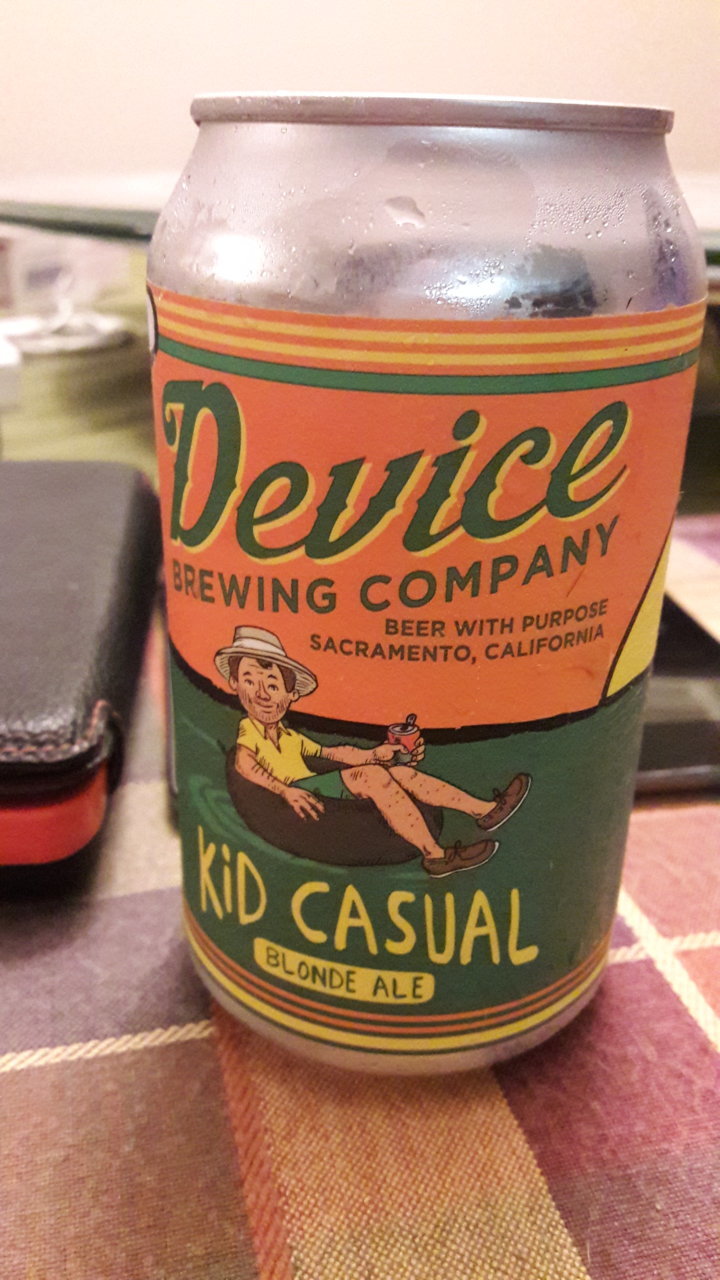 Device
BREWING COMPANY
BEER WITH PURPOSE
SACRAMENTO, CALIFORNIA
KiD CASUAL
BLONDE ALE